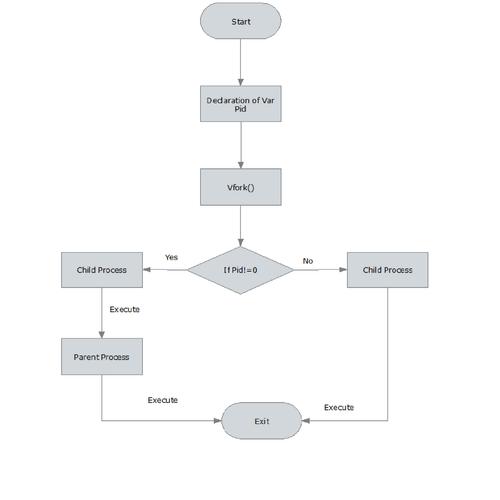 Start
Declaration of Var
Pid
Vfork()
Yes
If Pid!=0
No
Child Process
Child Process
Execute
Parent Process
Execute
Execute
Exit